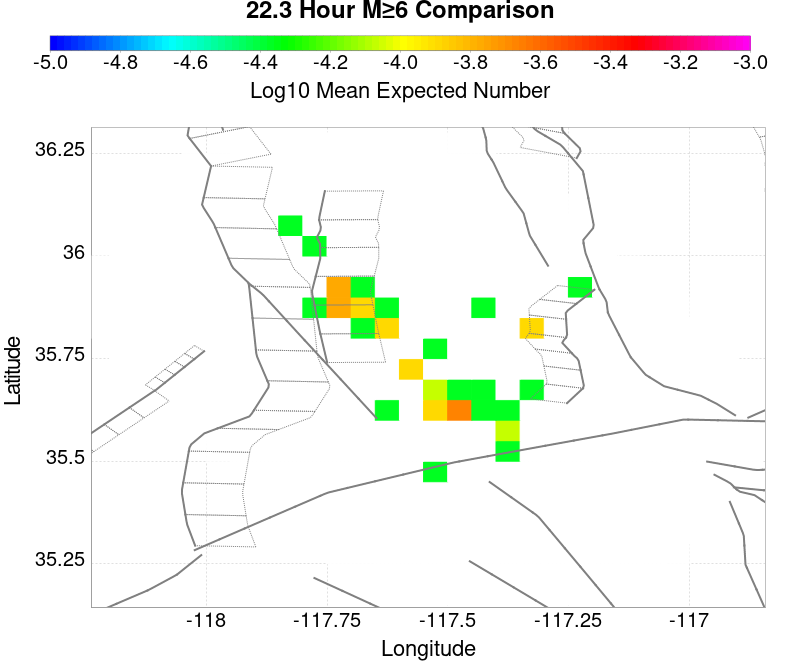 22.3 Hour M≥6 Comparison
-5.0 -4.8 -4.6 -4.4 -4.2 -4.0 -3.8 -3.6 -3.4 -3.2 -3.0
Log10 Mean Expected Number
36.25
36
35.75
35.5
35.25
Latitude
-118 -117.75 -117.5 -117.25 -117
Longitude